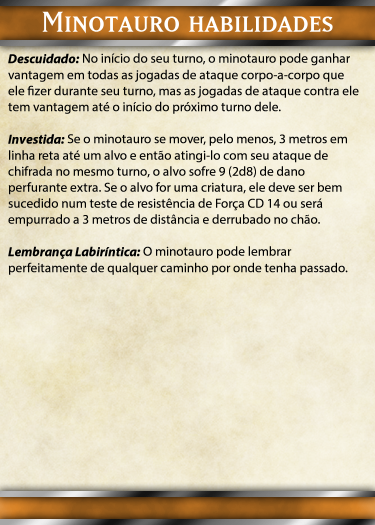 Minotauro habilidades
Descuidado: No início do seu turno, o minotauro pode ganhar
vantagem em todas as jogadas de ataque corpo-a-corpo que
ele fizer durante seu turno, mas as jogadas de ataque contra ele
tem vantagem até o início do próximo turno dele.
Investida: Se o minotauro se mover, pelo menos, 3 metros em
linha reta até um alvo e então atingi-lo com seu ataque de
chifrada no mesmo turno, o alvo sofre 9 (2d8) de dano
perfurante extra. Se o alvo for uma criatura, ele deve ser bem
sucedido num teste de resistência de Força CD 14 ou será
empurrado a 3 metros de distância e derrubado no chão.
Lembrança Labiríntica: O minotauro pode lembrar
perfeitamente de qualquer caminho por onde tenha passado.